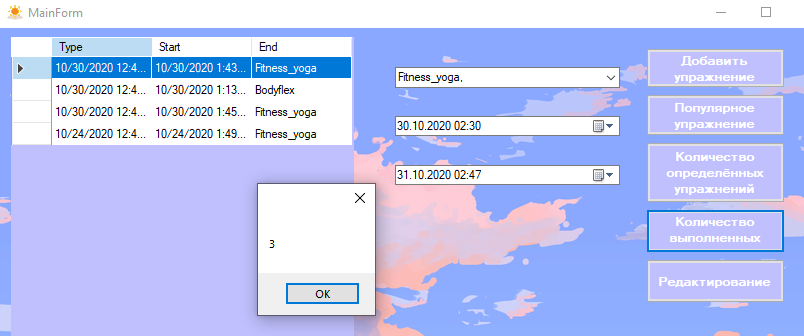 MainForm
Type Start End
10/30/2020 12:4... 10/30/2020 1:43... Fitness_yoga
10/30/2020 12:4... 10/30/2020 1:13... Bodyflex
10/30/2020 12:4... 10/30/2020 1:45... Fitness_yoga
10/24/2020 12:4... 10/24/2020 1:49... Fitness_yoga
Fitness_yoga,
30.10.2020 02:30
31.10.2020 02:47
Добавить
упражнение
Популярное
упражнение
Количество
определённых
упражнений
Количество
выполненных
Редактирование
3
OK